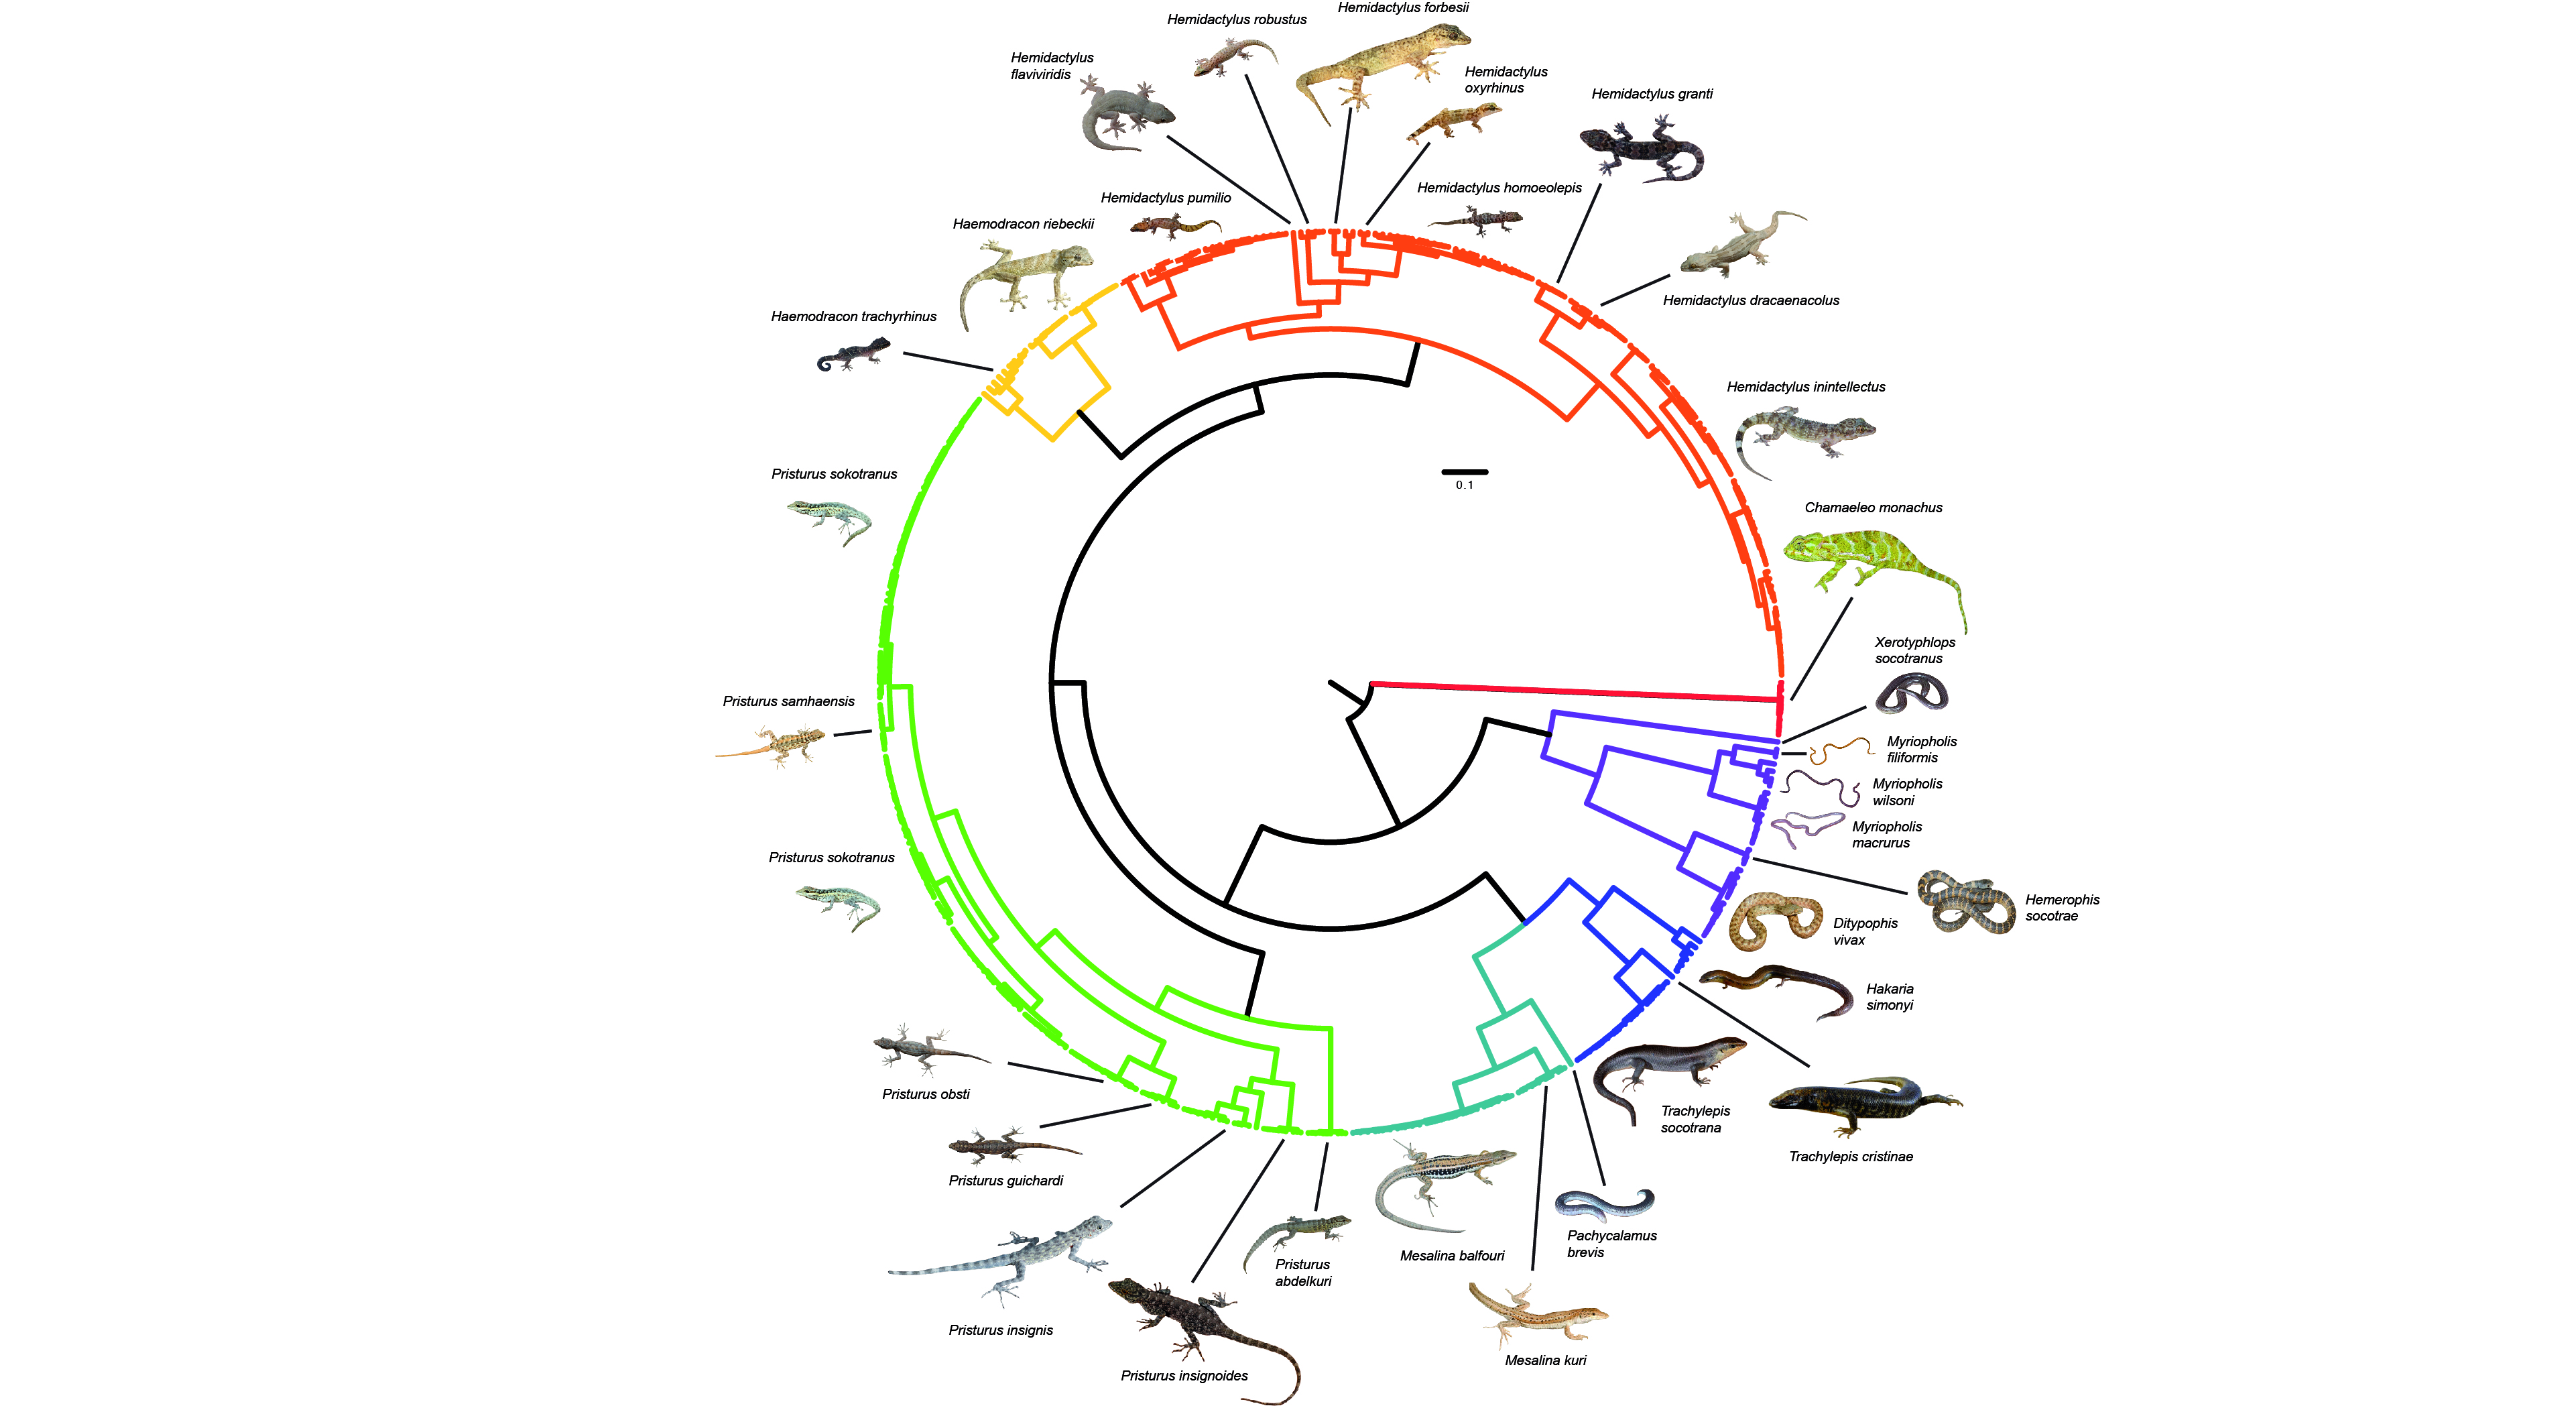 Hemidactylus forbesii
Hemidactylus robustus
Hemidactylus
flaviviridis
Hemidactylus
oxyrhinus
Hemidactylus granti
Hemidactylus homoeolepis
Hemidactylus pumilio
Haemodracon riebeckii
Hemidactylus dracaenacolus
Haemodracon trachyrhinus
Hemidactylus inintellectus
Pristurus sokotranus
0.1
Chamaeleo monachus
Xerotyphlops
socotranus
Pristurus samhaensis
Myriopholis
filiformis
Myriopholis
wilsoni
Myriopholis
macrurus
Pristurus sokotranus
Hemerophis
socotrae
Ditypophis
vivax
Hakaria
simonyi
Pristurus obsti
Trachylepis
socotrana
Trachylepis cristinae
Pristurus guichardi
Pachycalamus
brevis
Mesalina balfouri
Pristurus
abdelkuri
Pristurus insignis
Mesalina kuri
Pristurus insignoides